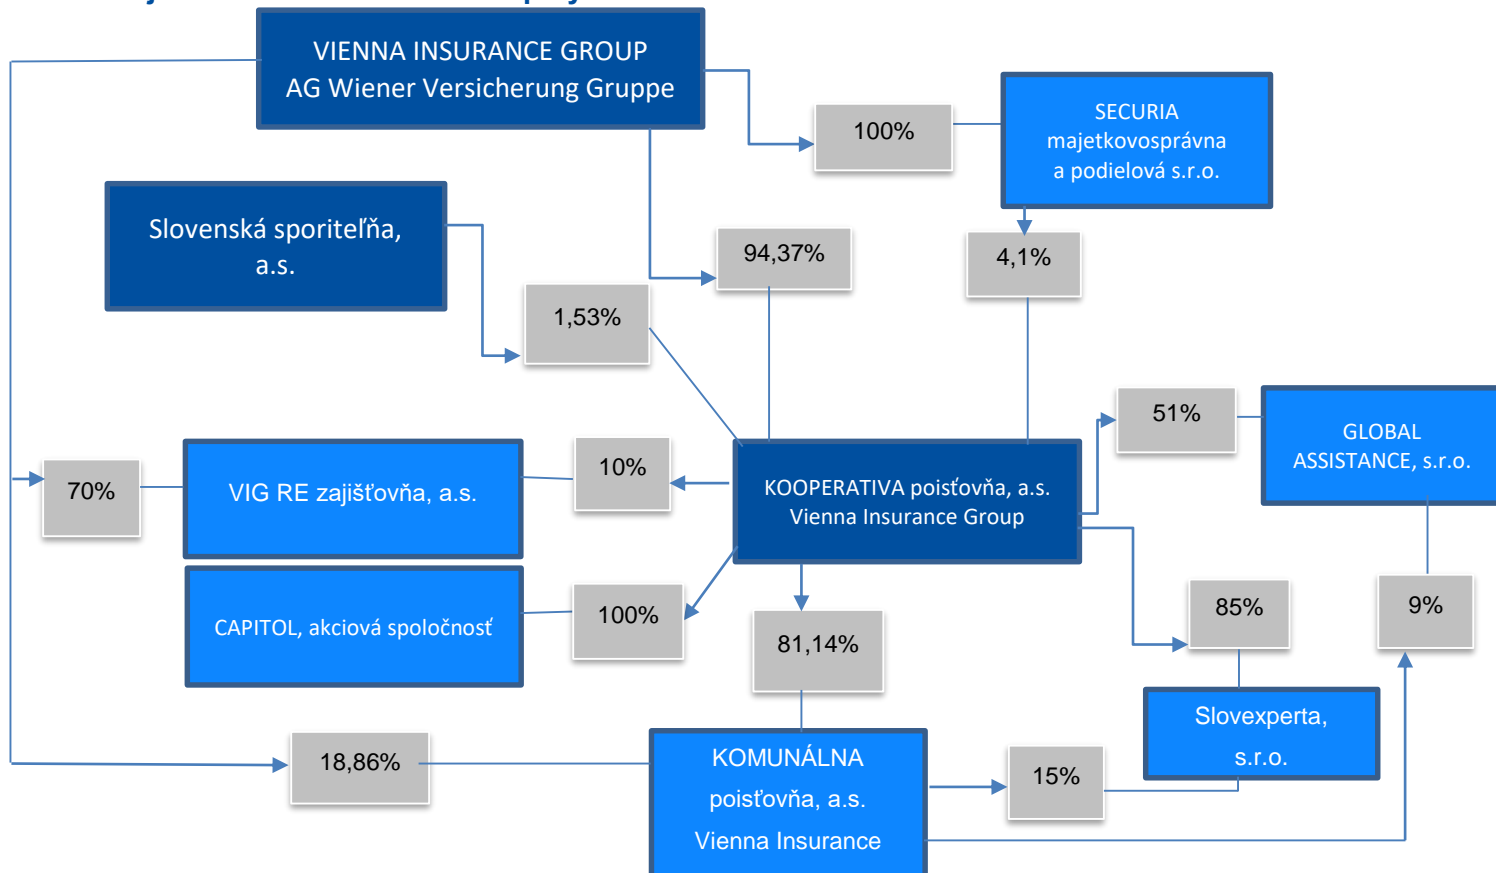 VIENNA INSURANCE GROUP
AG Wiener Versicherung Gruppe
100%
SECURIA
majetkovosprávna
a podielová s.r.o.
Slovenská sporiteľňa,
a.s.
94,37%
4,1%
1,53%
51%
GLOBAL
ASSISTANCE, s.r.o.
70%
VIG RE zajišťovňa, a.s.
10%
KOOPERATIVA poisťovňa, a.s.
Vienna Insurance Group
CAPITOL, akciová spoločnosť
100%
81,14%
85%
9%
18,86%
KOMUNÁLNA
poisťovňa, a.s.
Vienna Insurance
15%
Slovexperta,
s.r.o.